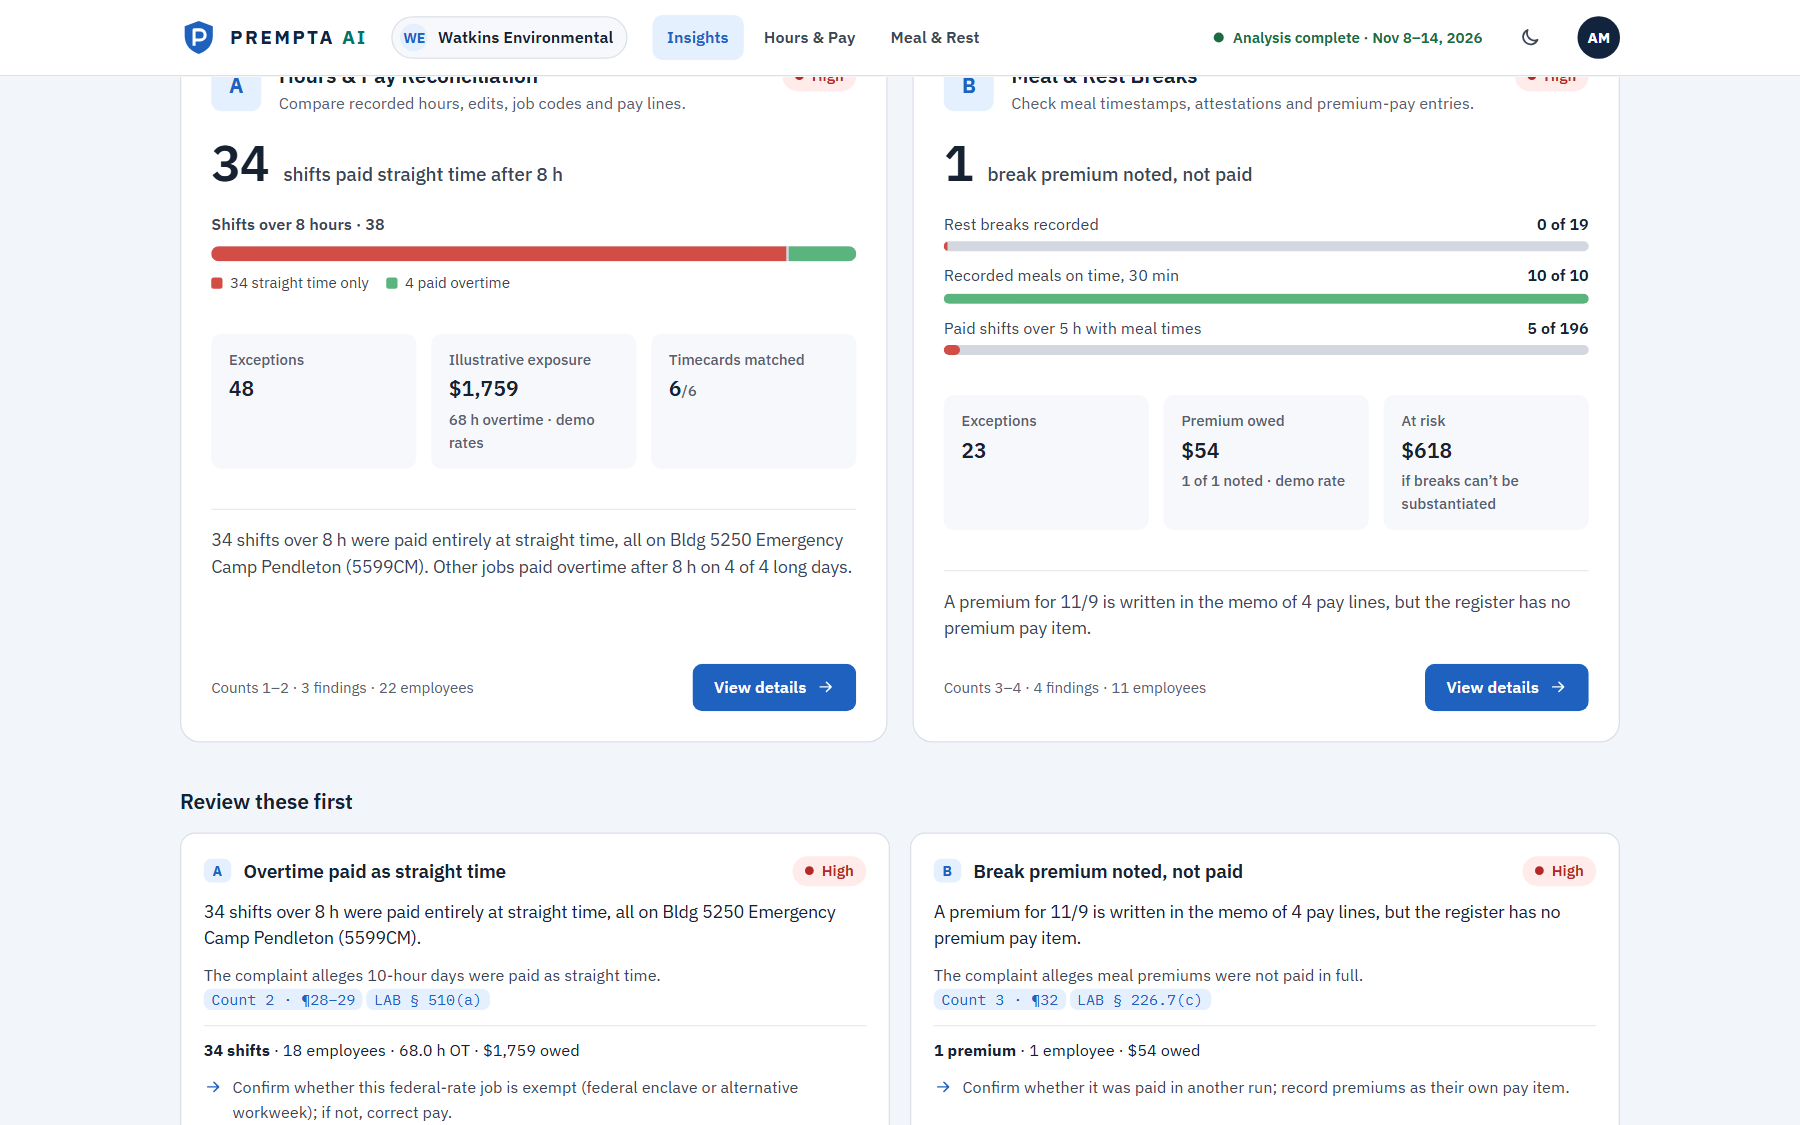 PREMPTA AI
WE Watkins Environmental
Insights
Hours & Pay
Meal & Rest
Analysis complete · Nov 8–14, 2026
AM
A
Hours & Pay Reconciliation
High
Compare recorded hours, edits, job codes and pay lines.
34 shifts paid straight time after 8 h
Shifts over 8 hours · 38
34 straight time only
4 paid overtime
Exceptions
48
Illustrative exposure
$1,759
68 h overtime · demo
rates
Timecards matched
6/6
34 shifts over 8 h were paid entirely at straight time, all on Bldg 5250 Emergency
Camp Pendleton (5599CM). Other jobs paid overtime after 8 h on 4 of 4 long days.
Counts 1–2 · 3 findings · 22 employees
View details →
B
Meal & Rest Breaks
High
Check meal timestamps, attestations and premium-pay entries.
1 break premium noted, not paid
Rest breaks recorded 0 of 19
Recorded meals on time, 30 min 10 of 10
Paid shifts over 5 h with meal times 5 of 196
Exceptions
23
Premium owed
$54
1 of 1 noted · demo rate
At risk
$618
if breaks can't be
substantiated
A premium for 11/9 is written in the memo of 4 pay lines, but the register has no
premium pay item.
Counts 3–4 · 4 findings · 11 employees
View details →
Review these first
A Overtime paid as straight time
High
34 shifts over 8 h were paid entirely at straight time, all on Bldg 5250 Emergency
Camp Pendleton (5599CM).
The complaint alleges 10-hour days were paid as straight time.
Count 2 · ¶28–29 LAB § 510(a)
34 shifts · 18 employees · 68.0 h OT · $1,759 owed
→ Confirm whether this federal-rate job is exempt (federal enclave or alternative
workweek); if not, correct pay.
B Break premium noted, not paid
High
A premium for 11/9 is written in the memo of 4 pay lines, but the register has no
premium pay item.
The complaint alleges meal premiums were not paid in full.
Count 3 · ¶32 LAB § 226.7(c)
1 premium · 1 employee · $54 owed
→ Confirm whether it was paid in another run; record premiums as their own pay item.